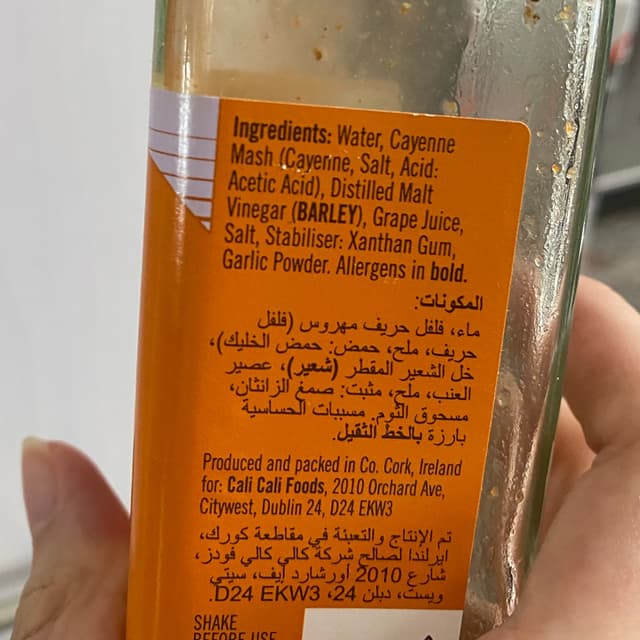 Ingredients: Water, Cayenne
Mash (Cayenne, Salt, Acid:
Acetic Acid), Distilled Malt
Vinegar (BARLEY), Grape Juice,
Salt, Stabiliser: Xanthan Gum,
Garlic Powder. Allergens in bold.
المكونات:
ماء، فلفل حريف مهروس (فلفل
حريف، ملح، حمض: حمض الخليك)،
خل الشعير المقطر (شعير)، عصير
العنب، ملح، مثبت: صمغ الزانثان،
مسحوق الثوم. مسببات الحساسية
بارزة بالخط الثقيل.
Produced and packed in Co. Cork, Ireland
for: Cali Cali Foods, 2010 Orchard Ave,
Citywest, Dublin 24, D24 EKW3
تم الإنتاج والتعبئة في مقاطعة كورك،
ايرلندا لصالح شركة كالي كالي فودز،
شارع 2010 أورشارد إيف، سيتي
ويست، دبلن 24، D24 EKW3.
SHAKE
BEFORE USE